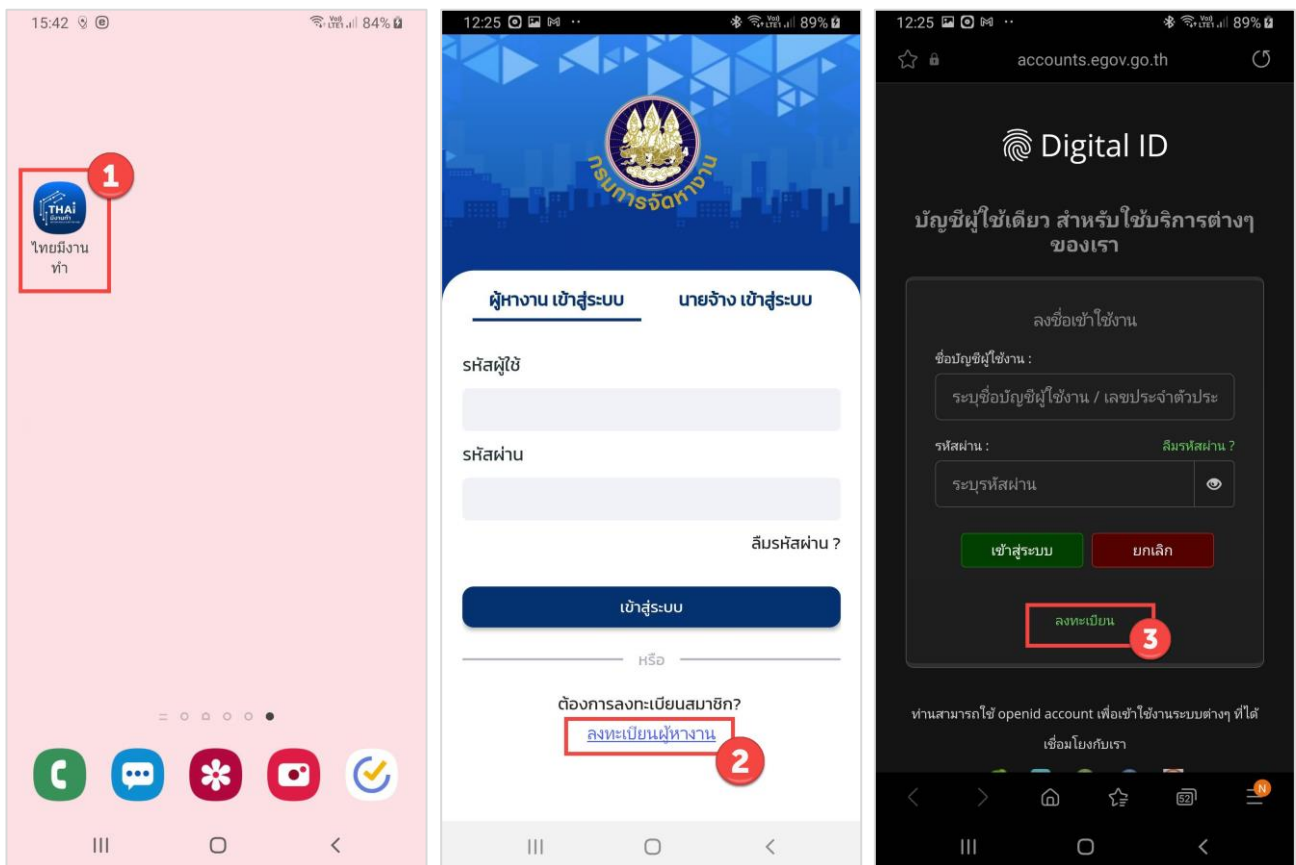 15:42
84%
1
THAi
มีงานทำ
ไทยมีงาน
ทำ
12:25
89%
กรมการจัดหางาน
ผู้หางาน เข้าสู่ระบบ นายจ้าง เข้าสู่ระบบ
รหัสผู้ใช้
รหัสผ่าน
ลืมรหัสผ่าน ?
เข้าสู่ระบบ
หรือ
ต้องการลงทะเบียนสมาชิก?
ลงทะเบียนผู้หางาน
2
12:25
89%
accounts.egov.go.th
Digital ID
บัญชีผู้ใช้เดียว สำหรับใช้บริการต่างๆ
ของเรา
ลงชื่อเข้าใช้งาน
ชื่อบัญชีผู้ใช้งาน :
ระบุชื่อบัญชีผู้ใช้งาน / เลขประจำตัวประ
รหัสผ่าน : ลืมรหัสผ่าน ?
ระบุรหัสผ่าน
เข้าสู่ระบบ ยกเลิก
ลงทะเบียน
3
ท่านสามารถใช้ openid account เพื่อเข้าใช้งานระบบต่างๆ ที่ได้
เชื่อมโยงกับเรา
52
N